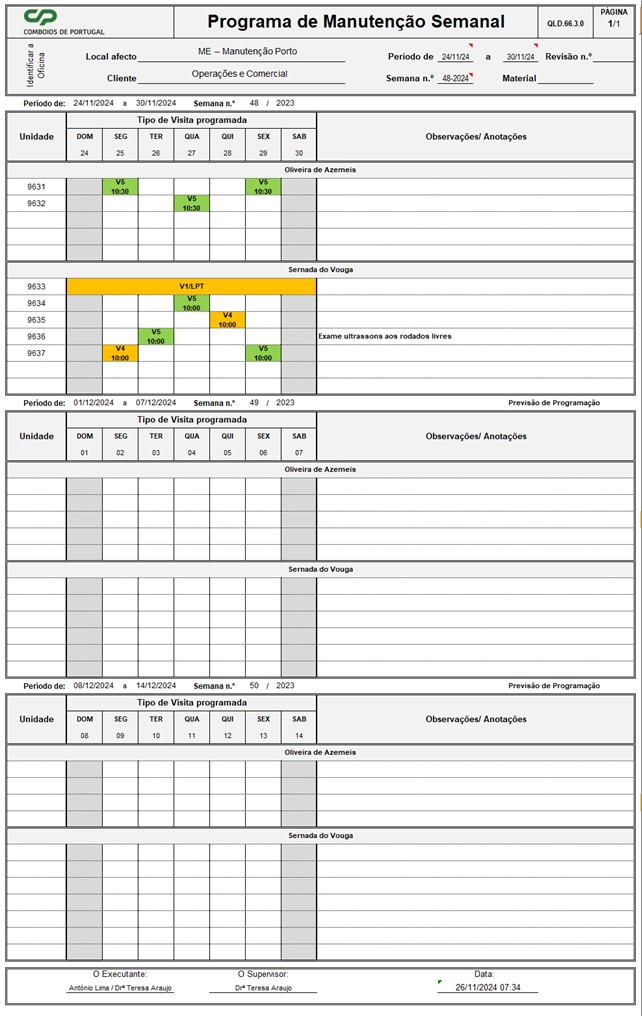 CP
COMBOIOS DE PORTUGAL
Programa de Manutenção Semanal
QLD.66.3.0
PÁGINA
1/1
Identificar a
Oficina
Local afecto ME – Manutenção Porto
Periodo de 24/11/24 a 30/11/24 Revisão n.º
Cliente Operações e Comercial
Semana n.º 48-2024 Material
Periodo de: 24/11/2024 a 30/11/2024 Semana n.º 48 / 2023
Unidade
Tipo de Visita programada
Observações/ Anotações
DOM SEG TER QUA QUI SEX SAB
24 25 26 27 28 29 30
Oliveira de Azemeis
9631 V5 10:30 V5 10:30
9632 V5 10:30
Sernada do Vouga
9633 V1/LPT
9634 V5 10:00
9635 V4 10:00
9636 V5 10:00 Exame ultrassons aos rodados livres
9637 V4 10:00 V5 10:00
Periodo de: 01/12/2024 a 07/12/2024 Semana n.º 49 / 2023 Previsão de Programação
Unidade
Tipo de Visita programada
Observações/ Anotações
DOM SEG TER QUA QUI SEX SAB
01 02 03 04 05 06 07
Oliveira de Azemeis
Sernada do Vouga
Periodo de: 08/12/2024 a 14/12/2024 Semana n.º 50 / 2023 Previsão de Programação
Unidade
Tipo de Visita programada
Observações/ Anotações
DOM SEG TER QUA QUI SEX SAB
08 09 10 11 12 13 14
Oliveira de Azemeis
Sernada do Vouga
O Executante: O Supervisor: Data:
António Lima / Drª Teresa Araujo Drª Teresa Araujo 26/11/2024 07:34